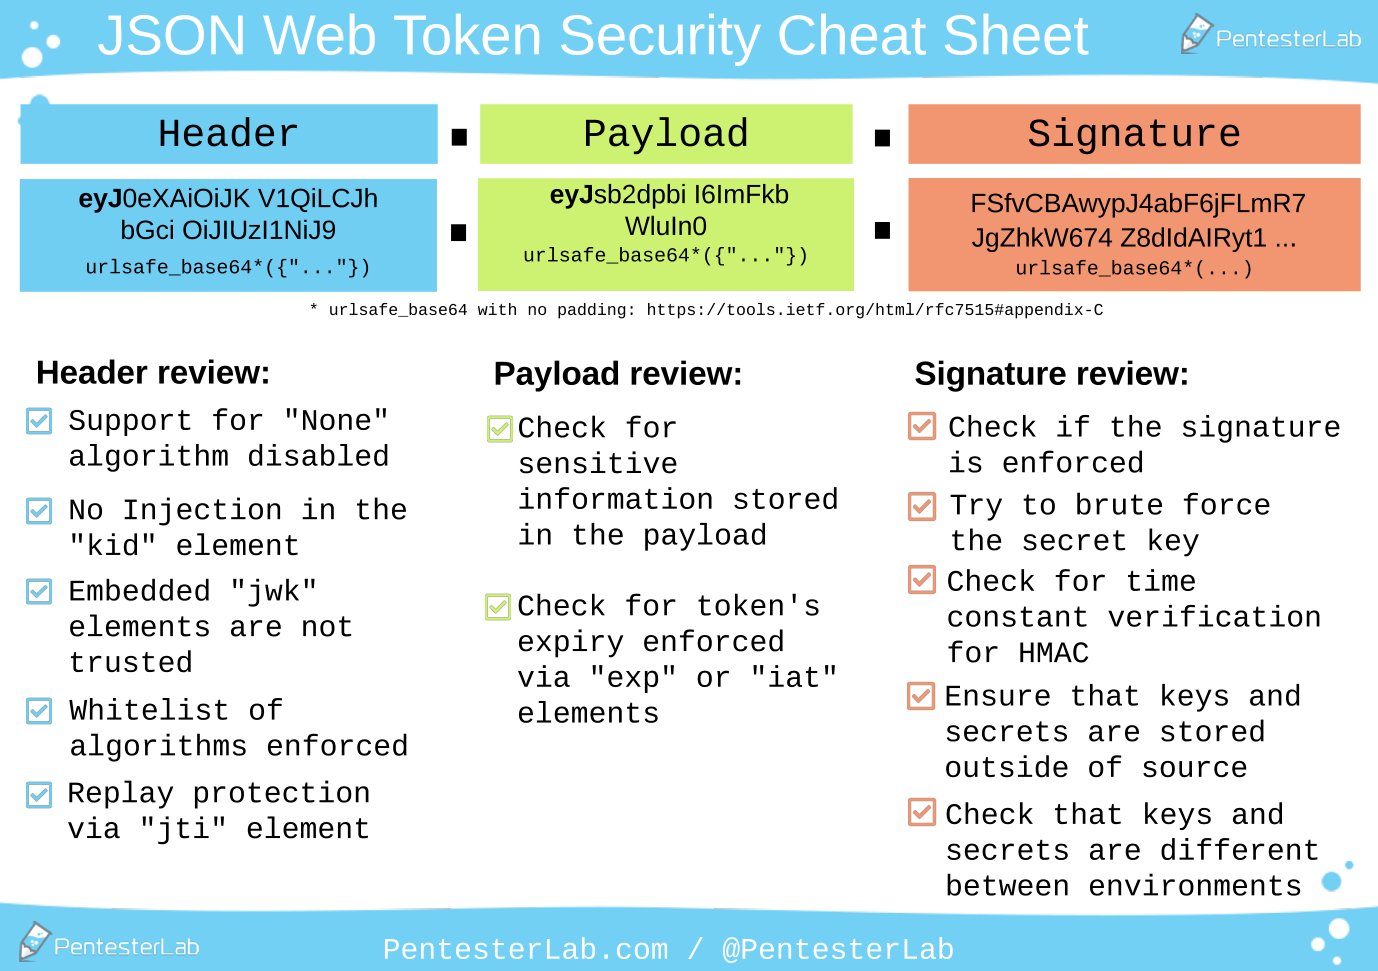 JSON Web Token Security Cheat Sheet
PentesterLab
Header . Payload . Signature
eyJ0eXAiOiJK V1QiLCJh
bGci OiJIUzI1NiJ9
urlsafe_base64*({"..."})
.
eyJsb2dpbi I6ImFkb
WluIn0
urlsafe_base64*({"..."})
.
FSfvCBAwypJ4abF6jFLmR7
JgZhkW674 Z8dIdAIRyt1 ...
urlsafe_base64*(...)
* urlsafe_base64 with no padding: https://tools.ietf.org/html/rfc7515#appendix-C
Header review:
Support for "None"
algorithm disabled
No Injection in the
"kid" element
Embedded "jwk"
elements are not
trusted
Whitelist of
algorithms enforced
Replay protection
via "jti" element
Payload review:
Check for
sensitive
information stored
in the payload
Check for token's
expiry enforced
via "exp" or "iat"
elements
Signature review:
Check if the signature
is enforced
Try to brute force
the secret key
Check for time
constant verification
for HMAC
Ensure that keys and
secrets are stored
outside of source
Check that keys and
secrets are different
between environments
PentesterLab
PentesterLab.com / @PentesterLab